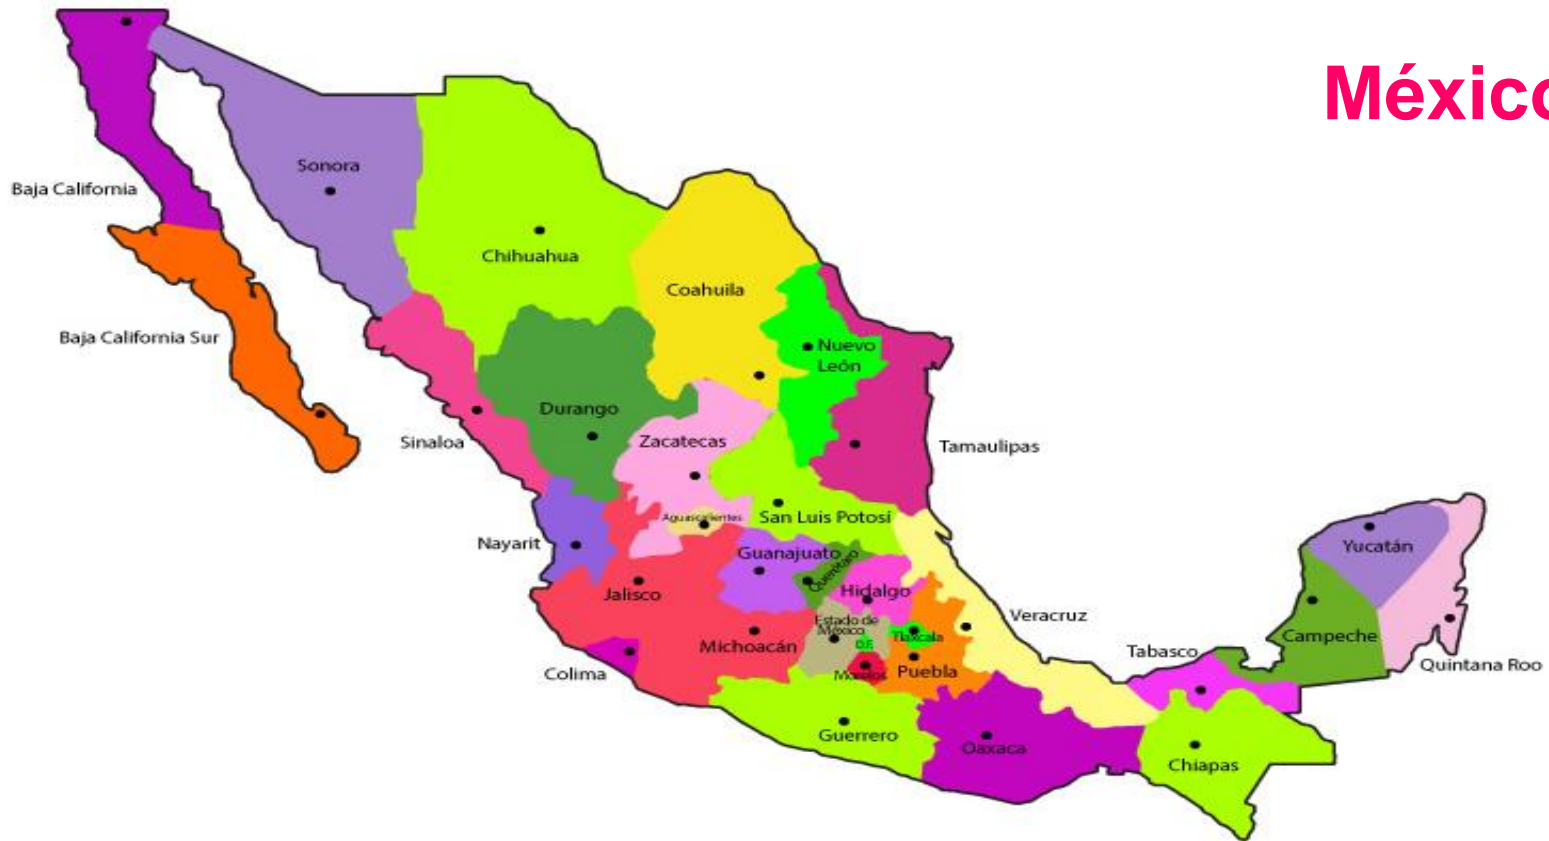 México
Sonora
Baja California
Chihuahua
Coahuila
Baja California Sur
Nuevo
León
Durango
Sinaloa
Zacatecas
Tamaulipas
Aguascalientes
San Luis Potosí
Nayarit
Guanajuato
Querétaro
Yucatán
Jalisco
Hidalgo
Veracruz
Estado de
México
Michoacán
D.F.
Tlaxcala
Campeche
Tabasco
Quintana Roo
Colima
Morelos
Puebla
Guerrero
Oaxaca
Chiapas